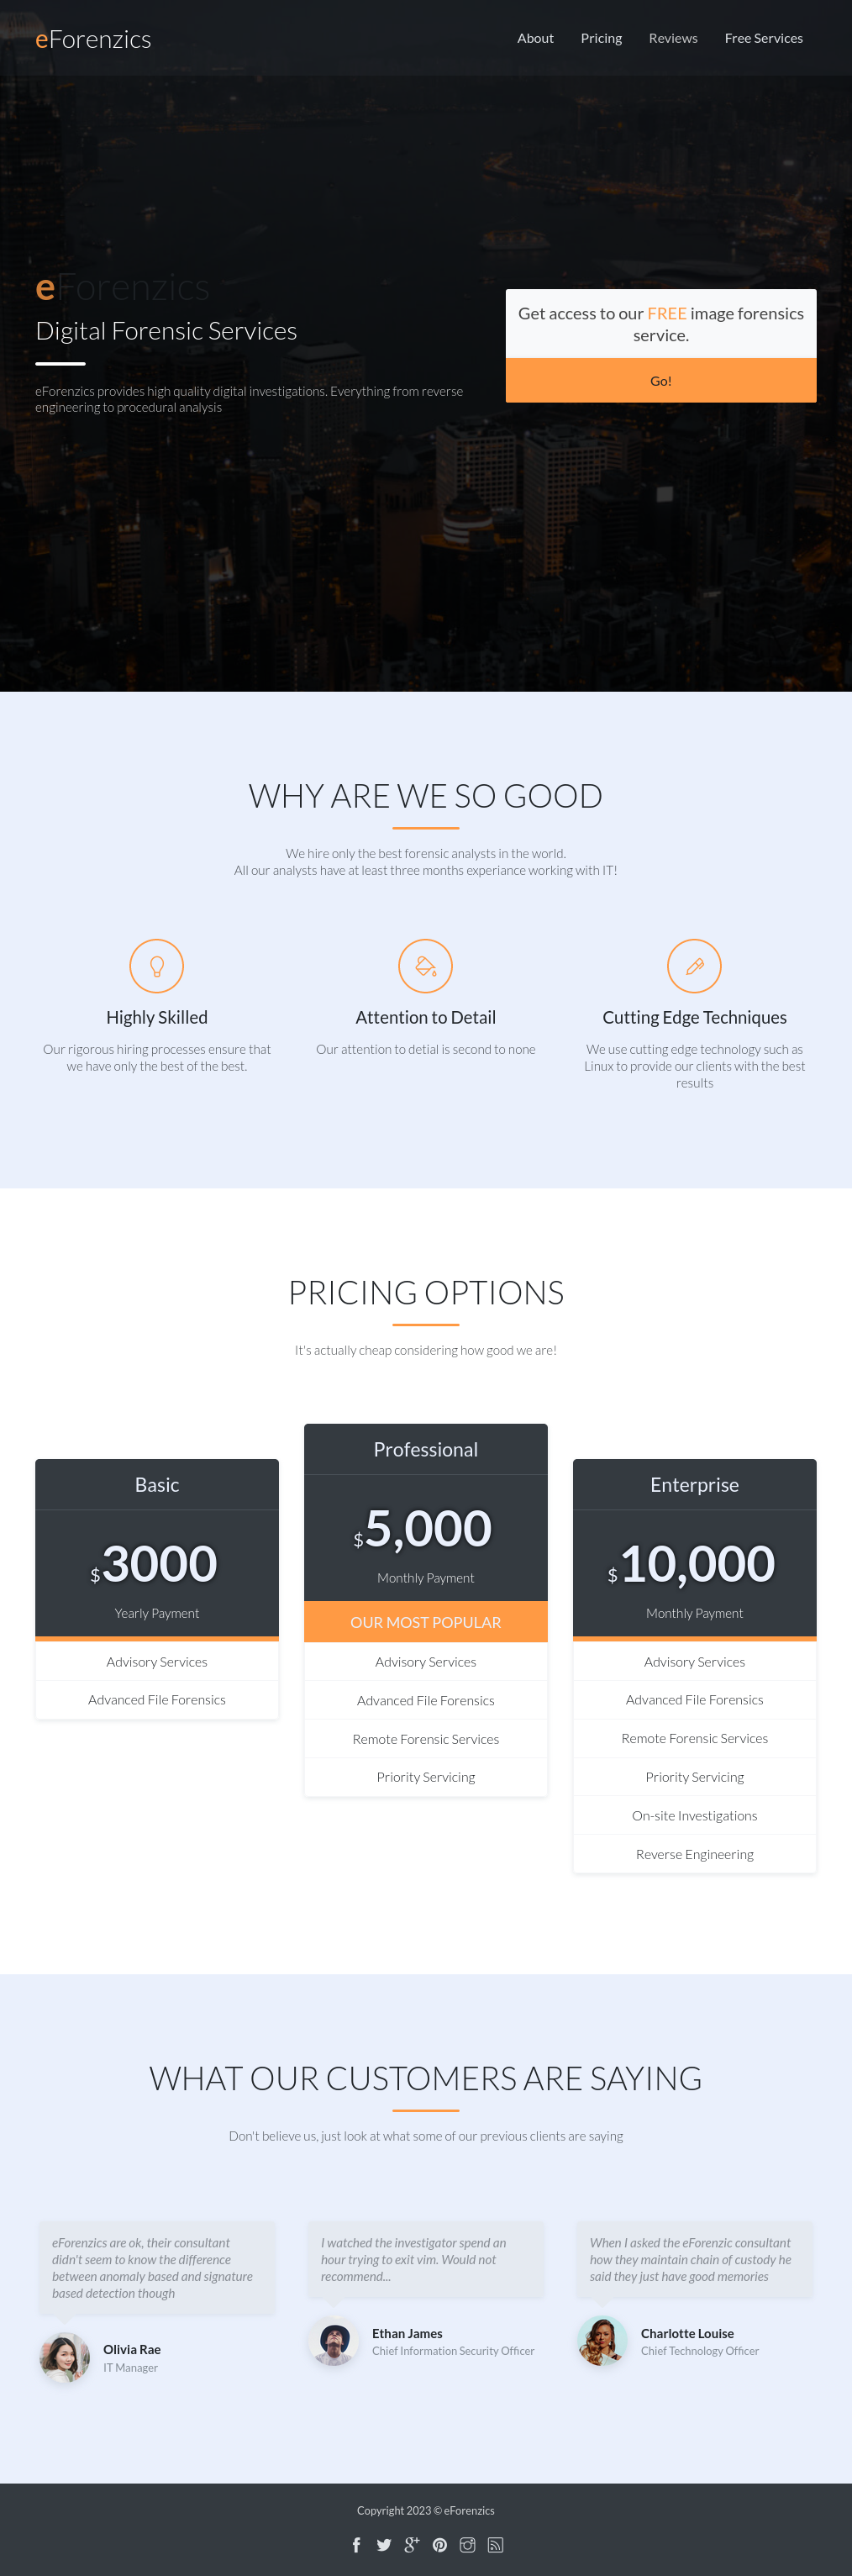 eForenzics
About Pricing Reviews Free Services
eForenzics
Digital Forensic Services
eForenzics provides high quality digital investigations. Everything from reverse
engineering to procedural analysis
Get access to our FREE image forensics
service.
Go!
WHY ARE WE SO GOOD
We hire only the best forensic analysts in the world.
All our analysts have at least three months experiance working with IT!
Highly Skilled
Our rigorous hiring processes ensure that
we have only the best of the best.
Attention to Detail
Our attention to detial is second to none
Cutting Edge Techniques
We use cutting edge technology such as
Linux to provide our clients with the best
results
PRICING OPTIONS
It's actually cheap considering how good we are!
Basic
$3000
Yearly Payment
Advisory Services
Advanced File Forensics
Professional
$5,000
Monthly Payment
OUR MOST POPULAR
Advisory Services
Advanced File Forensics
Remote Forensic Services
Priority Servicing
Enterprise
$10,000
Monthly Payment
Advisory Services
Advanced File Forensics
Remote Forensic Services
Priority Servicing
On-site Investigations
Reverse Engineering
WHAT OUR CUSTOMERS ARE SAYING
Don't believe us, just look at what some of our previous clients are saying
eForenzics are ok, their consultant
didn't seem to know the difference
between anomaly based and signature
based detection though
Olivia Rae
IT Manager
I watched the investigator spend an
hour trying to exit vim. Would not
recommend...
Ethan James
Chief Information Security Officer
When I asked the eForenzic consultant
how they maintain chain of custody he
said they just have good memories
Charlotte Louise
Chief Technology Officer
Copyright 2023 © eForenzics